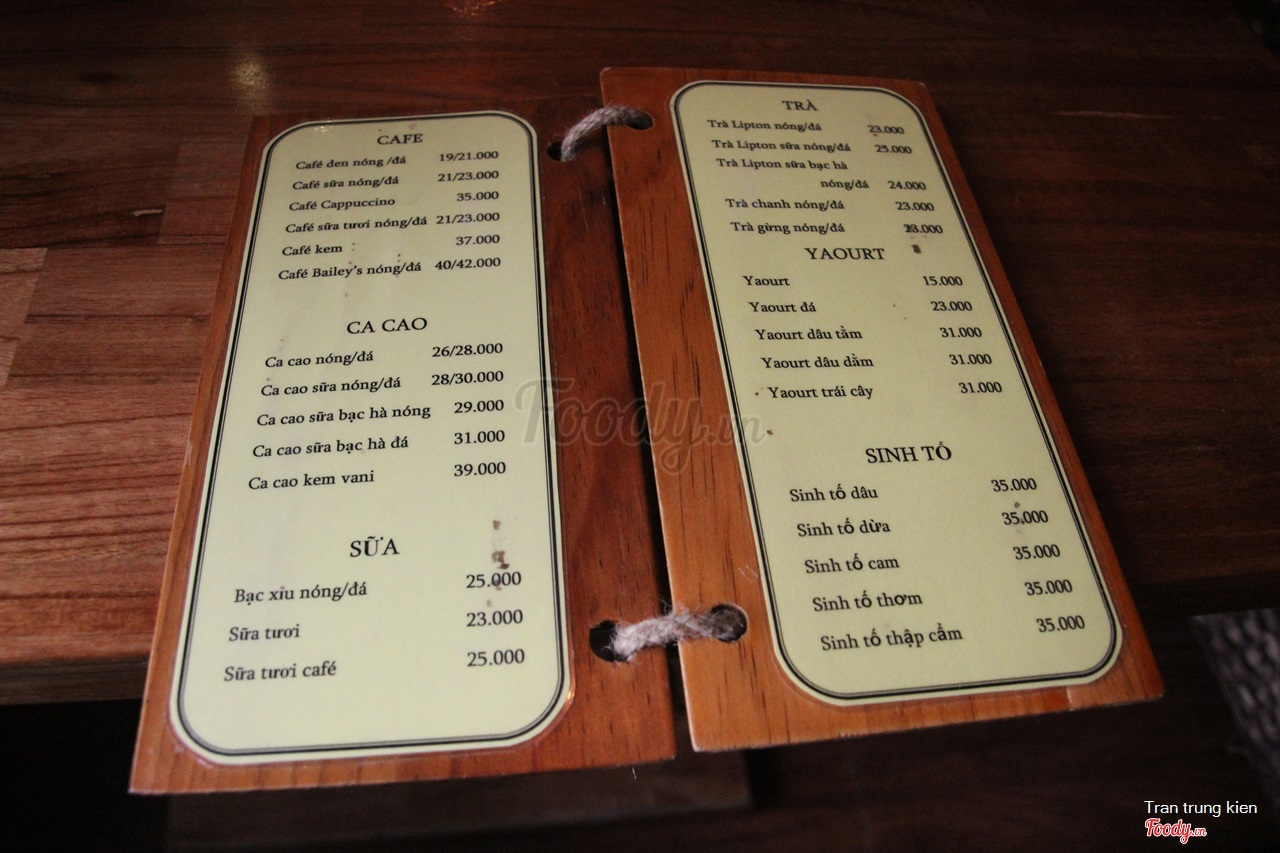 CAFE
Café đen nóng /đá 19/21.000
Café sữa nóng/đá 21/23.000
Café Cappuccino 35.000
Café sữa tươi nóng/đá 21/23.000
Café kem 37.000
Café Bailey's nóng/đá 40/42.000
CA CAO
Ca cao nóng/đá 26/28.000
Ca cao sữa nóng/đá 28/30.000
Ca cao sữa bạc hà nóng 29.000
Ca cao sữa bạc hà đá 31.000
Ca cao kem vani 39.000
SỮA
Bạc xỉu nóng/đá 25.000
Sữa tươi 23.000
Sữa tươi café 25.000
TRÀ
Trà Lipton nóng/đá 23.000
Trà Lipton sữa nóng/đá 25.000
Trà Lipton sữa bạc hà
nóng/đá 24.000
Trà chanh nóng/đá 23.000
Trà gừng nóng/đá
YAOURT
Yaourt 15.000
Yaourt đá 23.000
Yaourt dâu tằm 31.000
Yaourt dâu dằm 31.000
Yaourt trái cây 31.000
SINH TỐ
Sinh tố dâu 35.000
Sinh tố dừa 35.000
Sinh tố cam 35.000
Sinh tố thơm 35.000
Sinh tố thập cẩm 35.000
Foody.vn
Tran trung kien
Foody.vn